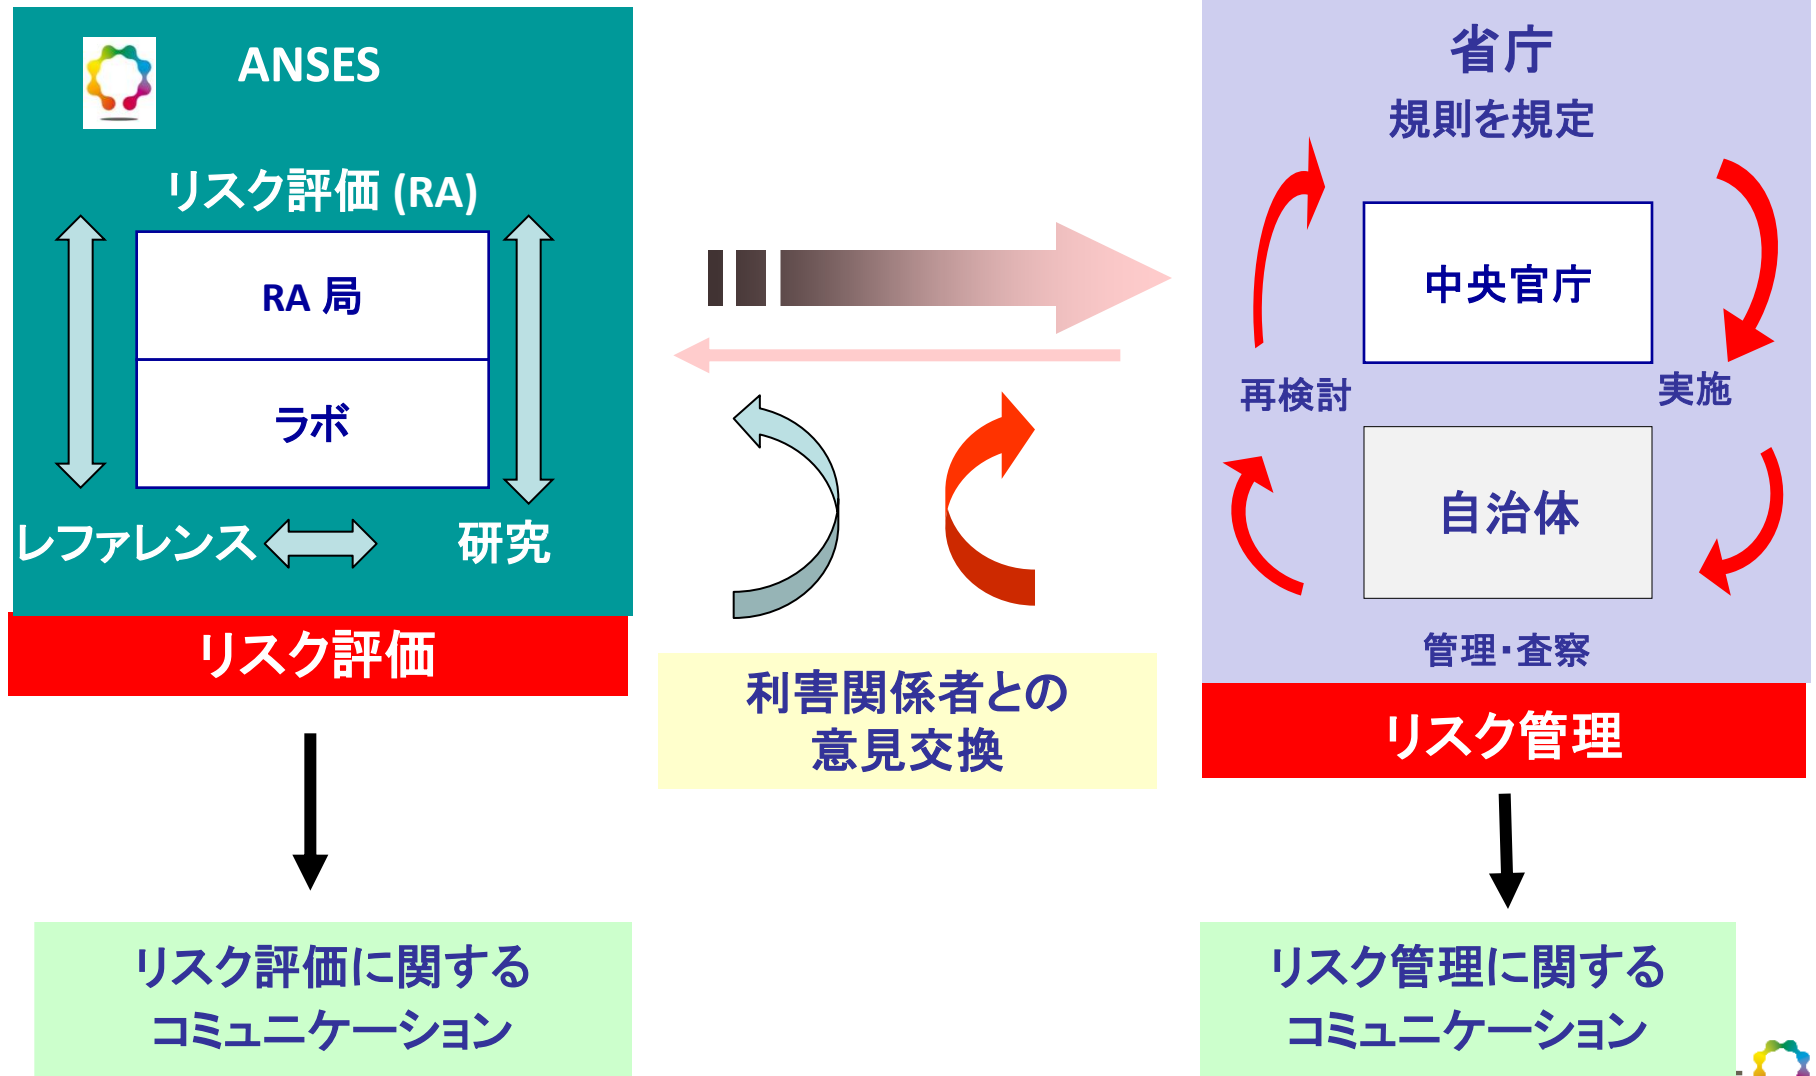 ANSES
リスク評価 (RA)
RA 局
ラボ
レファレンス
研究
リスク評価
リスク評価に関する
コミュニケーション
利害関係者との
意見交換
省庁
規則を規定
中央官庁
再検討
実施
自治体
管理・査察
リスク管理
リスク管理に関する
コミュニケーション